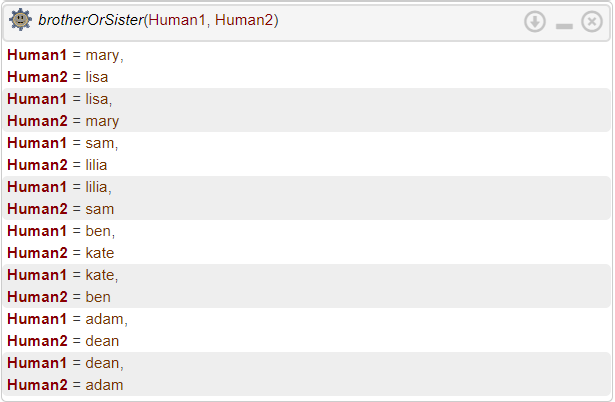 brotherOrSister(Human1, Human2)
Human1 = mary,
Human2 = lisa
Human1 = lisa,
Human2 = mary
Human1 = sam,
Human2 = lilia
Human1 = lilia,
Human2 = sam
Human1 = ben,
Human2 = kate
Human1 = kate,
Human2 = ben
Human1 = adam,
Human2 = dean
Human1 = dean,
Human2 = adam